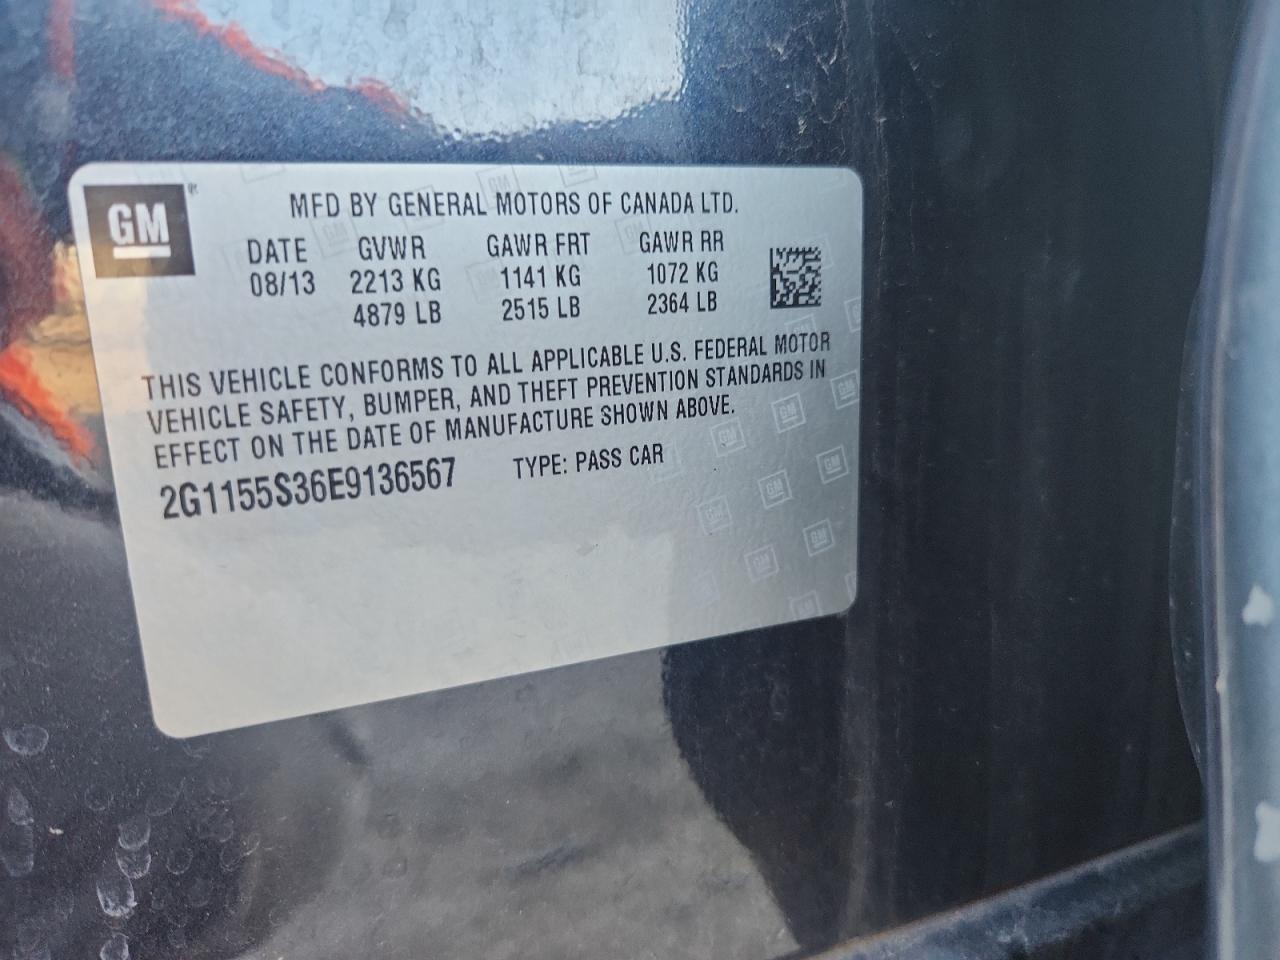 GM
MFD BY GENERAL MOTORS OF CANADA LTD.
DATE GVWR GAWR FRT GAWR RR
08/13 2213 KG 1141 KG 1072 KG
4879 LB 2515 LB 2364 LB
THIS VEHICLE CONFORMS TO ALL APPLICABLE U.S. FEDERAL MOTOR
VEHICLE SAFETY, BUMPER, AND THEFT PREVENTION STANDARDS IN
EFFECT ON THE DATE OF MANUFACTURE SHOWN ABOVE.
2G1155S36E9136567 TYPE: PASS CAR